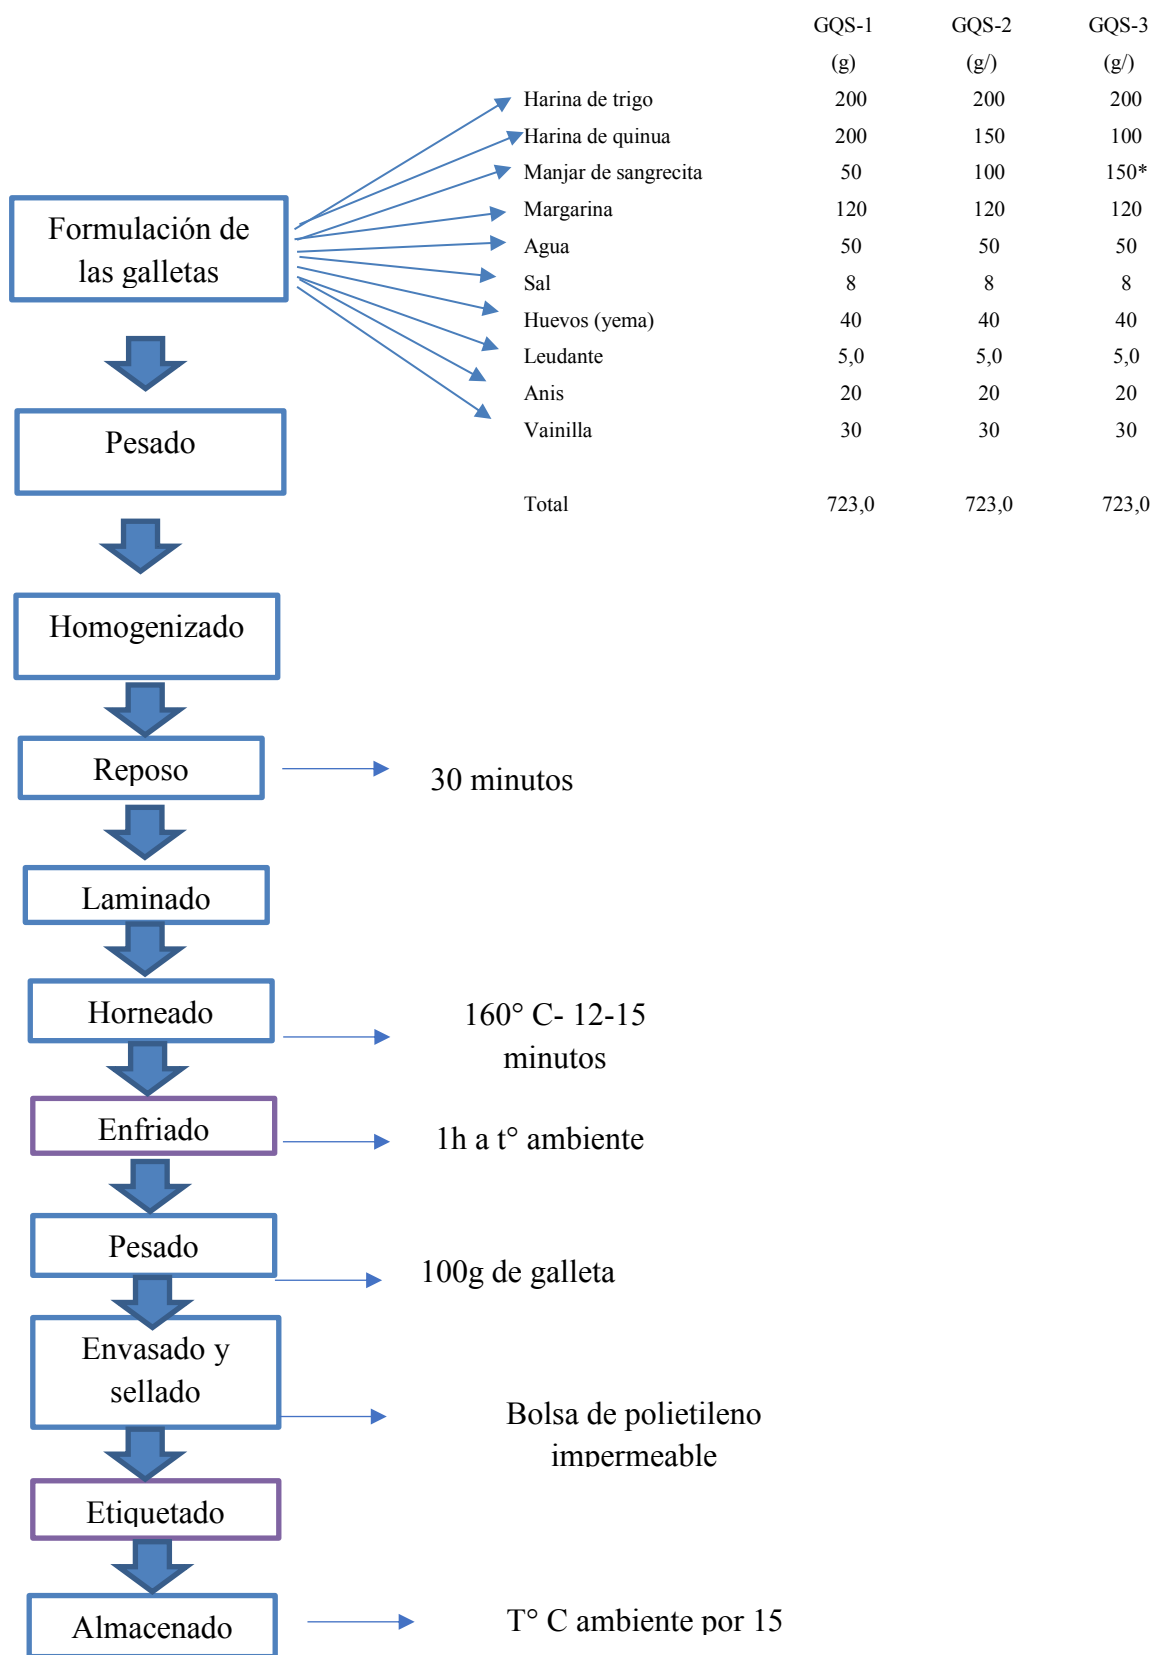 GQS-1 GQS-2 GQS-3
(g) (g/) (g/)
Harina de trigo 200 200 200
Harina de quinua 200 150 100
Manjar de sangrecita 50 100 150*
Margarina 120 120 120
Agua 50 50 50
Sal 8 8 8
Huevos (yema) 40 40 40
Leudante 5,0 5,0 5,0
Anis 20 20 20
Vainilla 30 30 30
Total 723,0 723,0 723,0
Formulación de
las galletas
Pesado
Homogenizado
Reposo
30 minutos
Laminado
Horneado
160° C- 12-15
minutos
Enfriado
1h a t° ambiente
Pesado
100g de galleta
Envasado y
sellado
Bolsa de polietileno
impermeable
Etiquetado
Almacenado
T° C ambiente por 15